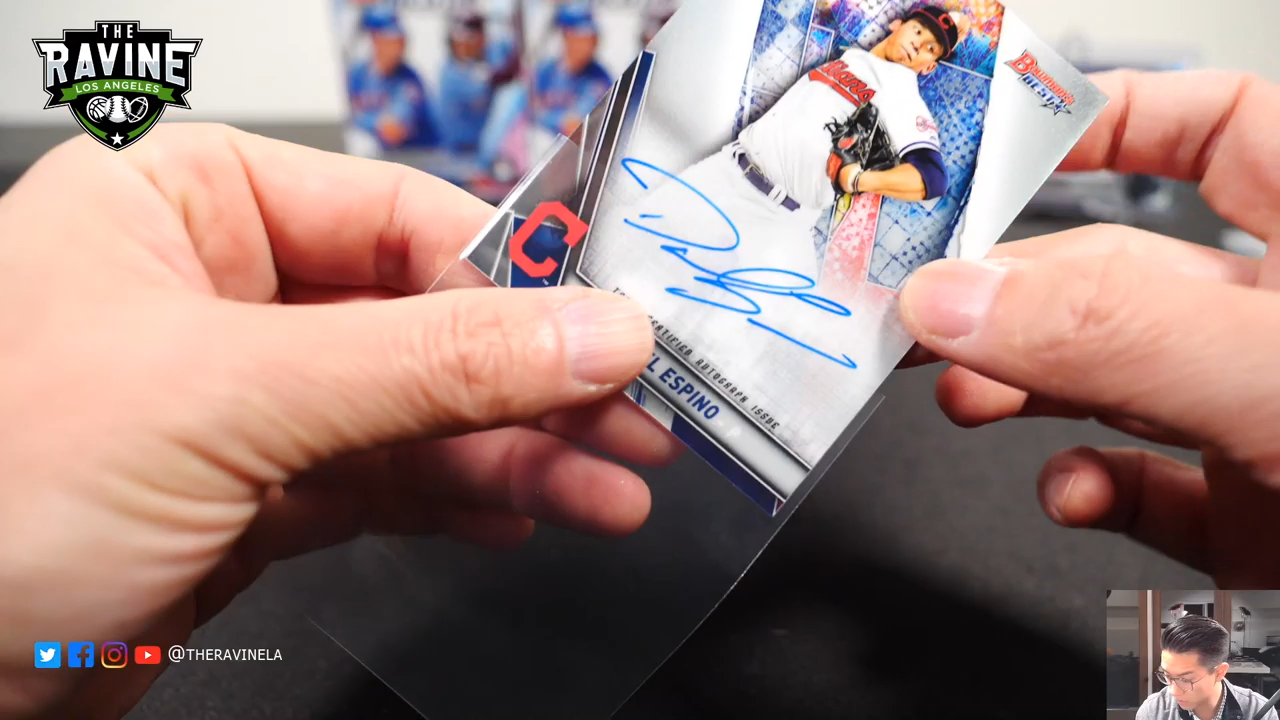 THE
RAVINE
LOS ANGELES
BOWMAN'S
BEST
CERTIFIED AUTOGRAPH ISSUE
L ESPINO
@THERAVINELA